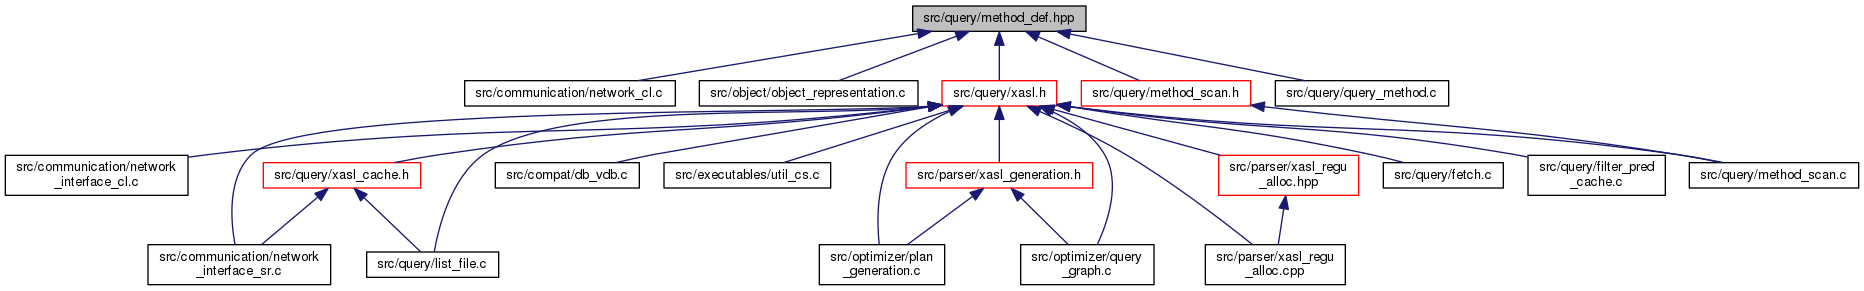 src/query/method_def.hpp
src/communication/network_cl.c
src/object/object_representation.c
src/query/xasl.h
src/query/method_scan.h
src/query/query_method.c
src/communication/network
_interface_cl.c
src/query/xasl_cache.h
src/compat/db_vdb.c
src/executables/util_cs.c
src/parser/xasl_generation.h
src/parser/xasl_regu
_alloc.hpp
src/query/fetch.c
src/query/filter_pred
_cache.c
src/query/method_scan.c
src/communication/network
_interface_sr.c
src/query/list_file.c
src/optimizer/plan
_generation.c
src/optimizer/query
_graph.c
src/parser/xasl_regu
_alloc.cpp